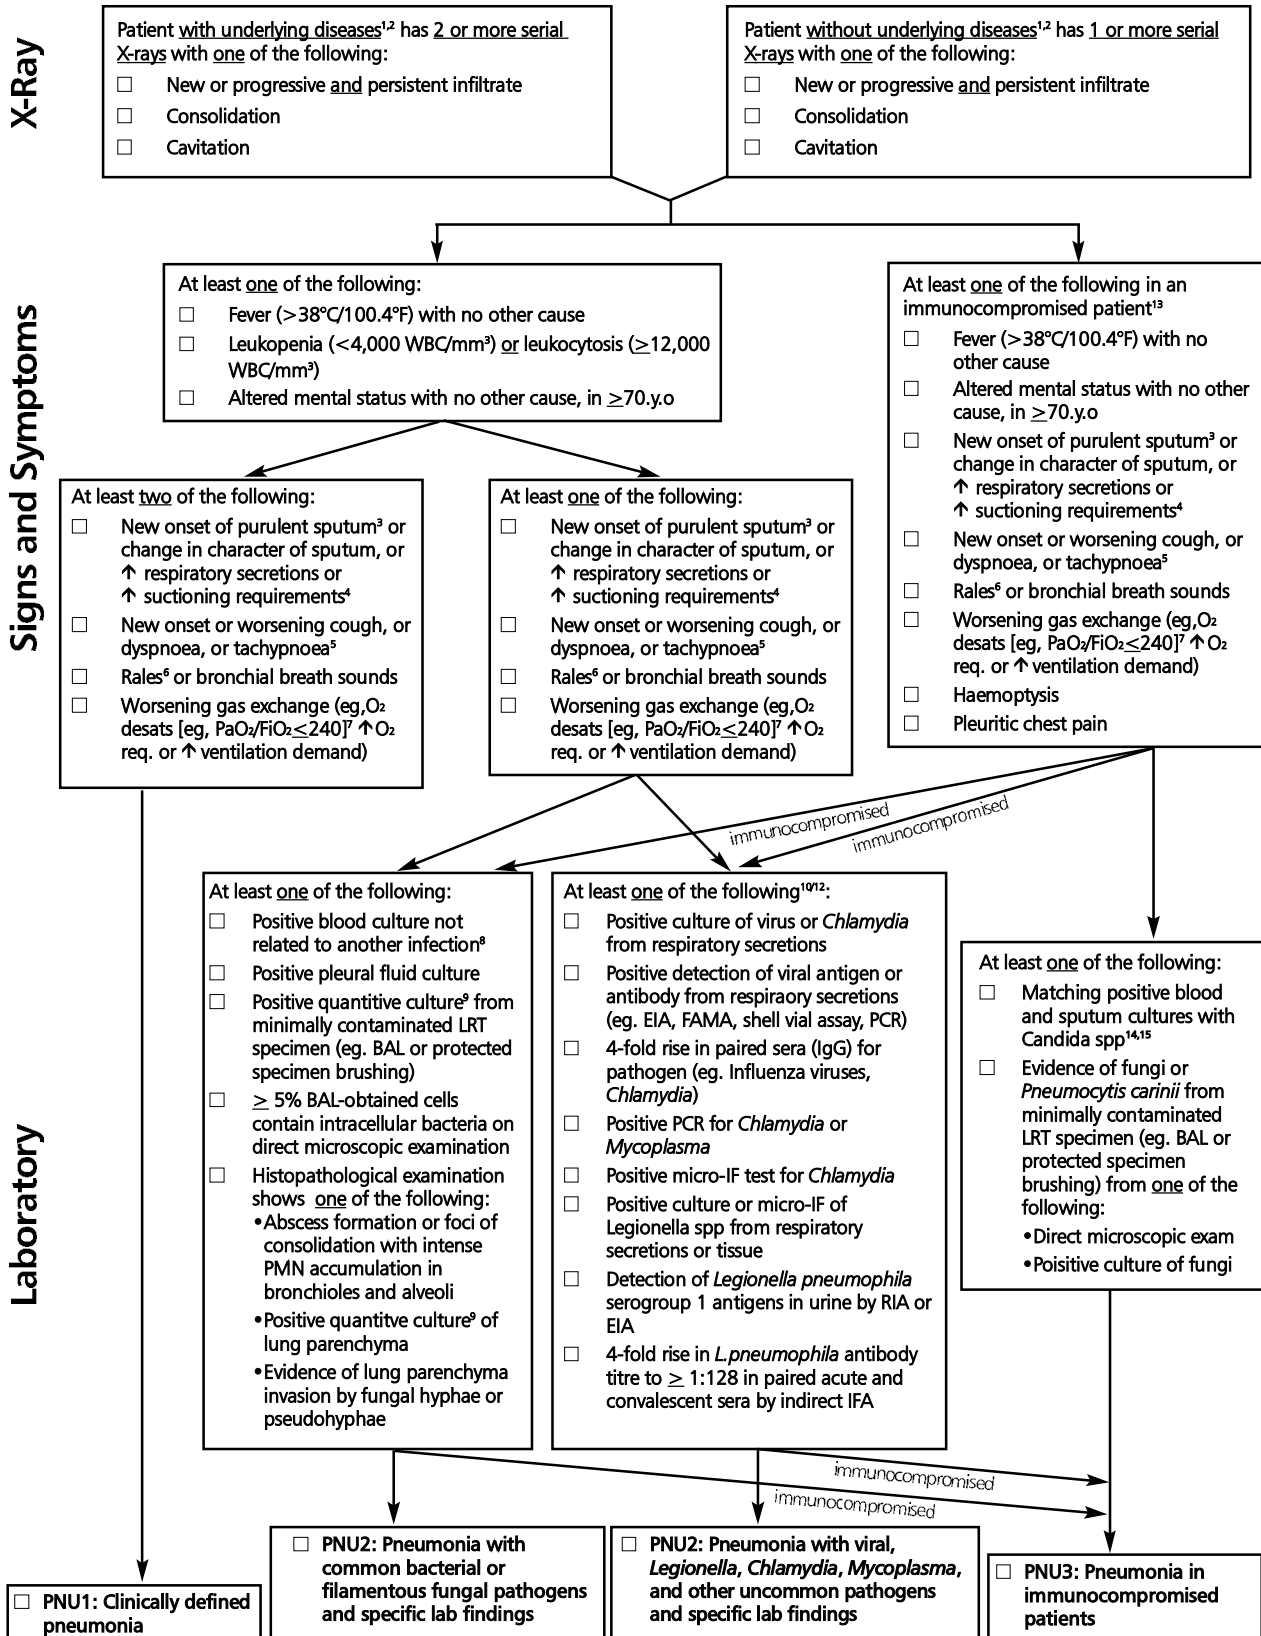 X-Ray
Patient with underlying diseases1,2 has 2 or more serial
X-rays with one of the following:
☐ New or progressive and persistent infiltrate
☐ Consolidation
☐ Cavitation
Patient without underlying diseases1,2 has 1 or more serial
X-rays with one of the following:
☐ New or progressive and persistent infiltrate
☐ Consolidation
☐ Cavitation
Signs and Symptoms
At least one of the following:
☐ Fever (>38°C/100.4°F) with no other cause
☐ Leukopenia (<4,000 WBC/mm³) or leukocytosis (≥12,000
WBC/mm³)
☐ Altered mental status with no other cause, in ≥70.y.o
At least one of the following in an
immunocompromised patient13
☐ Fever (>38°C/100.4°F) with no
other cause
☐ Altered mental status with no other
cause, in ≥70.y.o
☐ New onset of purulent sputum³ or
change in character of sputum, or
↑ respiratory secretions or
↑ suctioning requirements⁴
☐ New onset or worsening cough, or
dyspnoea, or tachypnoea⁵
☐ Rales⁶ or bronchial breath sounds
☐ Worsening gas exchange (eg,O₂
desats [eg, PaO₂/FiO₂≤240]⁷ ↑O₂
req. or ↑ ventilation demand)
☐ Haemoptysis
☐ Pleuritic chest pain
At least two of the following:
☐ New onset of purulent sputum³ or
change in character of sputum, or
↑ respiratory secretions or
↑ suctioning requirements⁴
☐ New onset or worsening cough, or
dyspnoea, or tachypnoea⁵
☐ Rales⁶ or bronchial breath sounds
☐ Worsening gas exchange (eg,O₂
desats [eg, PaO₂/FiO₂≤240]⁷ ↑O₂
req. or ↑ ventilation demand)
At least one of the following:
☐ New onset of purulent sputum³ or
change in character of sputum, or
↑ respiratory secretions or
↑ suctioning requirements⁴
☐ New onset or worsening cough, or
dyspnoea, or tachypnoea⁵
☐ Rales⁶ or bronchial breath sounds
☐ Worsening gas exchange (eg,O₂
desats [eg, PaO₂/FiO₂≤240]⁷ ↑O₂
req. or ↑ ventilation demand)
immunocompromised
immunocompromised
Laboratory
At least one of the following:
☐ Positive blood culture not
related to another infection⁸
☐ Positive pleural fluid culture
☐ Positive quantitive culture⁹ from
minimally contaminated LRT
specimen (eg. BAL or protected
specimen brushing)
☐ ≥ 5% BAL-obtained cells
contain intracellular bacteria on
direct microscopic examination
☐ Histopathological examination
shows one of the following:
•Abscess formation or foci of
consolidation with intense
PMN accumulation in
bronchioles and alveoli
•Positive quantitve culture⁹ of
lung parenchyma
•Evidence of lung parenchyma
invasion by fungal hyphae or
pseudohyphae
At least one of the following10/12:
☐ Positive culture of virus or Chlamydia
from respiratory secretions
☐ Positive detection of viral antigen or
antibody from respiraory secretions
(eg. EIA, FAMA, shell vial assay, PCR)
☐ 4-fold rise in paired sera (IgG) for
pathogen (eg. Influenza viruses,
Chlamydia)
☐ Positive PCR for Chlamydia or
Mycoplasma
☐ Positive micro-IF test for Chlamydia
☐ Positive culture or micro-IF of
Legionella spp from respiratory
secretions or tissue
☐ Detection of Legionella pneumophila
serogroup 1 antigens in urine by RIA or
EIA
☐ 4-fold rise in L.pneumophila antibody
titre to ≥ 1:128 in paired acute and
convalescent sera by indirect IFA
At least one of the following:
☐ Matching positive blood
and sputum cultures with
Candida spp14,15
☐ Evidence of fungi or
Pneumocytis carinii from
minimally contaminated
LRT specimen (eg. BAL or
protected specimen
brushing) from one of the
following:
•Direct microscopic exam
•Poisitive culture of fungi
immunocompromised
immunocompromised
☐ PNU1: Clinically defined
pneumonia
☐ PNU2: Pneumonia with
common bacterial or
filamentous fungal pathogens
and specific lab findings
☐ PNU2: Pneumonia with viral,
Legionella, Chlamydia, Mycoplasma,
and other uncommon pathogens
and specific lab findings
☐ PNU3: Pneumonia in
immunocompromised
patients